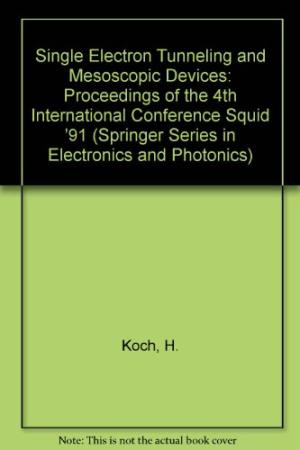 Single Electron Tunneling and
Mesoscopic Devices:
Proceedings of the 4th
International Conference Squid
'91 (Springer Series in
Electronics and Photonics)
Koch, H.
Note: This is not the actual book cover